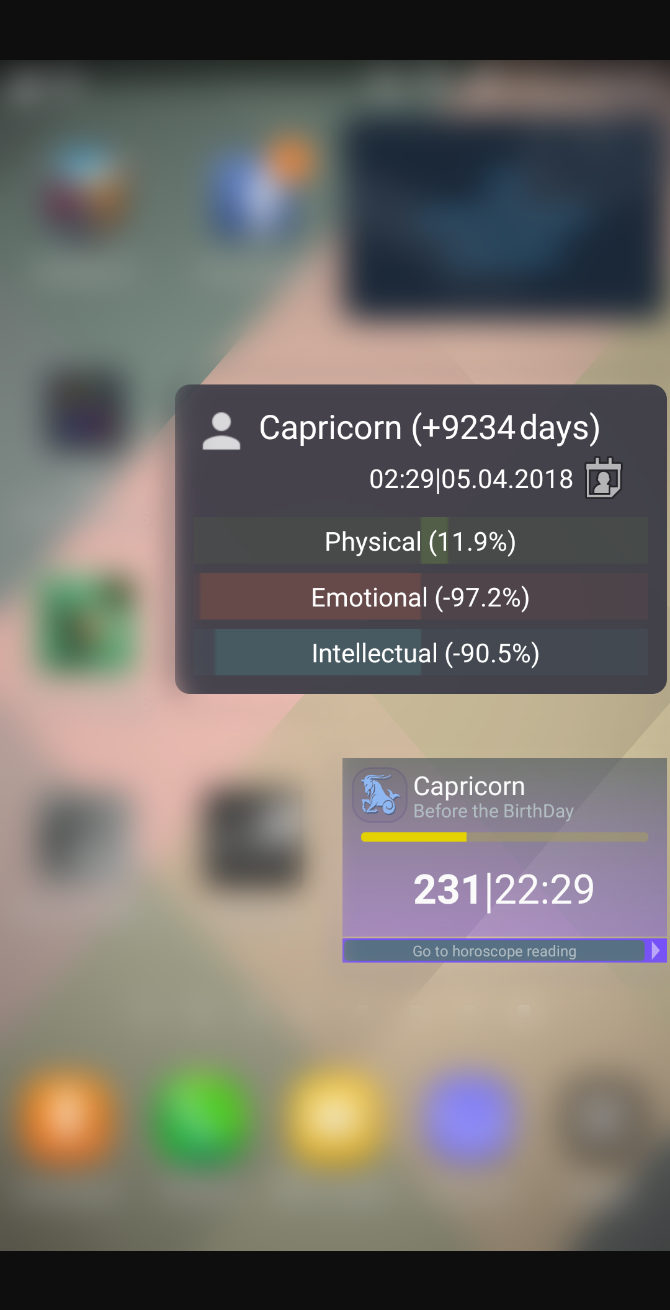 Capricorn (+9234 days)
02:29|05.04.2018
Physical (11.9%)
Emotional (-97.2%)
Intellectual (-90.5%)
Capricorn
Before the BirthDay
231|22:29
Go to horoscope reading